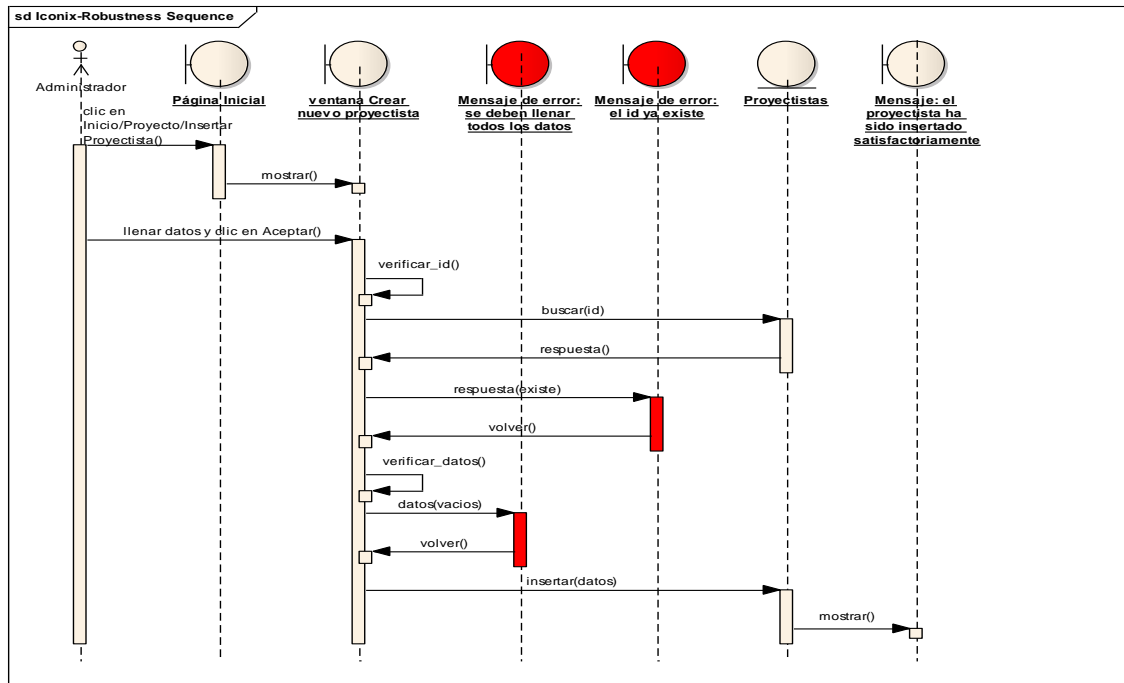 sd Iconix-Robustness Sequence
Administrador
Página Inicial
ventana Crear
nuevo proyectista
Mensaje de error:
se deben llenar
todos los datos
Mensaje de error:
el id ya existe
Proyectistas
Mensaje: el
proyectista ha
sido insertado
satisfactoriamente
clic en
Inicio/Proyecto/Insertar
Proyectista()
mostrar()
llenar datos y clic en Aceptar()
verificar_id()
buscar(id)
respuesta()
respuesta(existe)
volver()
verificar_datos()
datos(vacios)
volver()
insertar(datos)
mostrar()